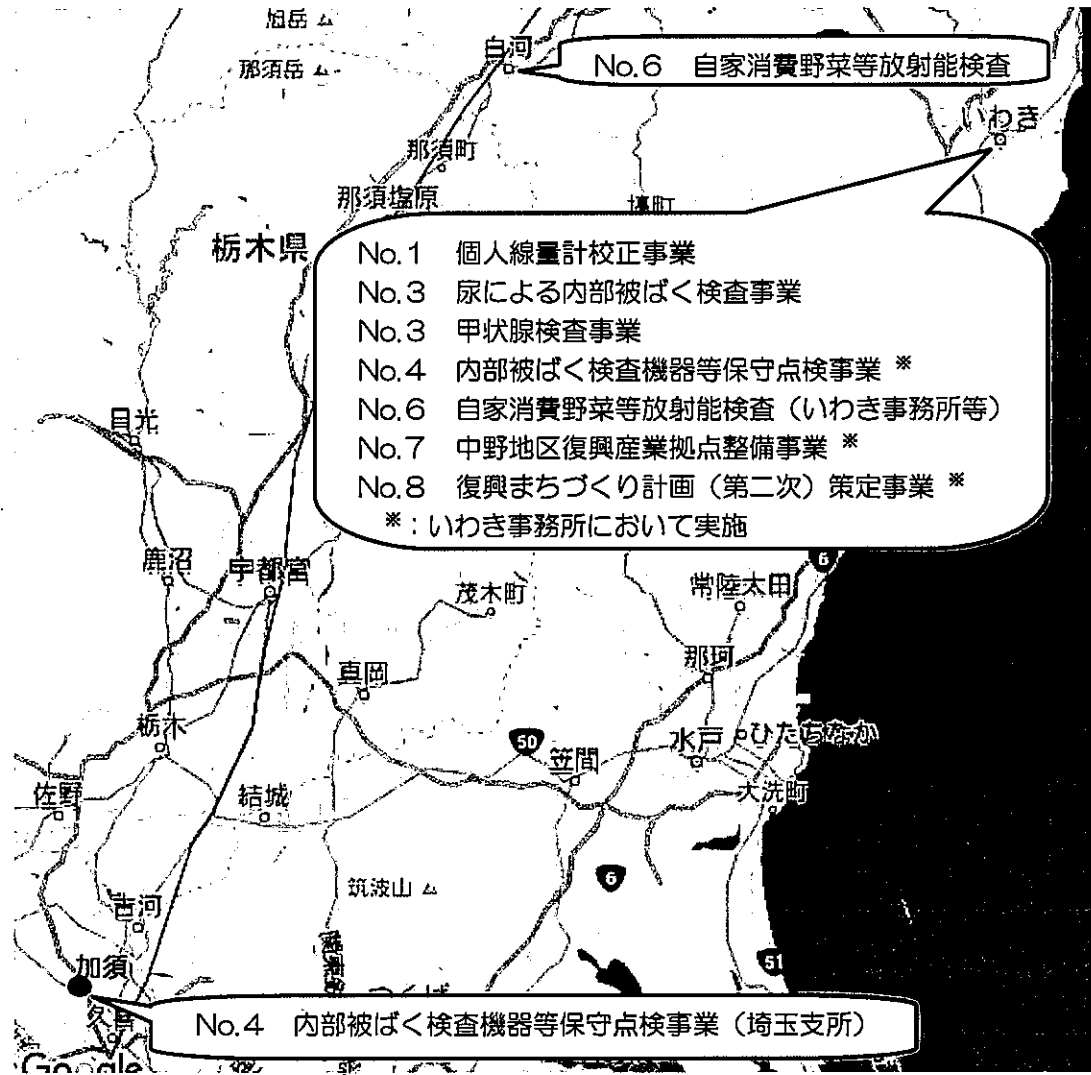 旭岳
白河
那須岳
No.6 自家消費野菜等放射能検査
いわき
那須町
那須塩原
塙町
栃木県
No.1 個人線量計校正事業
No.3 尿による内部被ばく検査事業
No.3 甲状腺検査事業
No.4 内部被ばく検査機器等保守点検事業 ※
No.6 自家消費野菜等放射能検査（いわき事務所等）
No.7 中野地区復興産業拠点整備事業 ※
No.8 復興まちづくり計画（第二次）策定事業 ※
※：いわき事務所において実施
日光
6
鹿沼
宇都宮
茂木町
常陸太田
那珂
真岡
栃木
50
水戸
ひたちなか
笠間
佐野
結城
大洗町
筑波山
6
古河
加須
51
つくば
久喜
No.4 内部被ばく検査機器等保守点検事業（埼玉支所）
Google